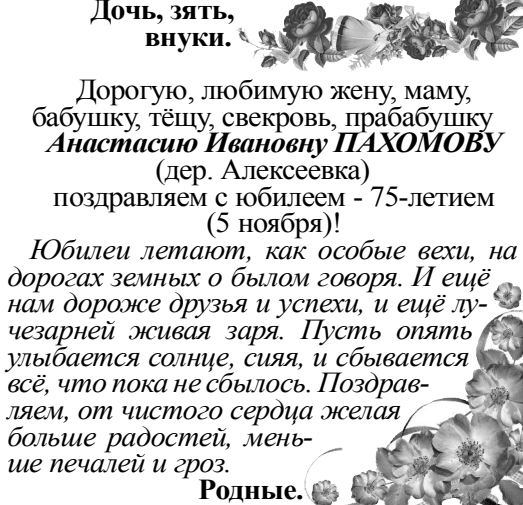 Дочь, зять,
внуки.
Дорогую, любимую жену, маму,
бабушку, тёщу, свекровь, прабабушку
Анастасию Ивановну ПАХОМОВУ
(дер. Алексеевка)
поздравляем с юбилеем - 75-летием
(5 ноября)!
Юбилеи летают, как особые вехи, на
дорогах земных о былом говоря. И ещё
нам дороже друзья и успехи, и ещё лу-
чезарней живая заря. Пусть опять
улыбается солнце, сияя, и сбывается
всё, что пока не сбылось. Поздрав-
ляем, от чистого сердца желая
больше радостей, мень-
ше печалей и гроз.
Родные.